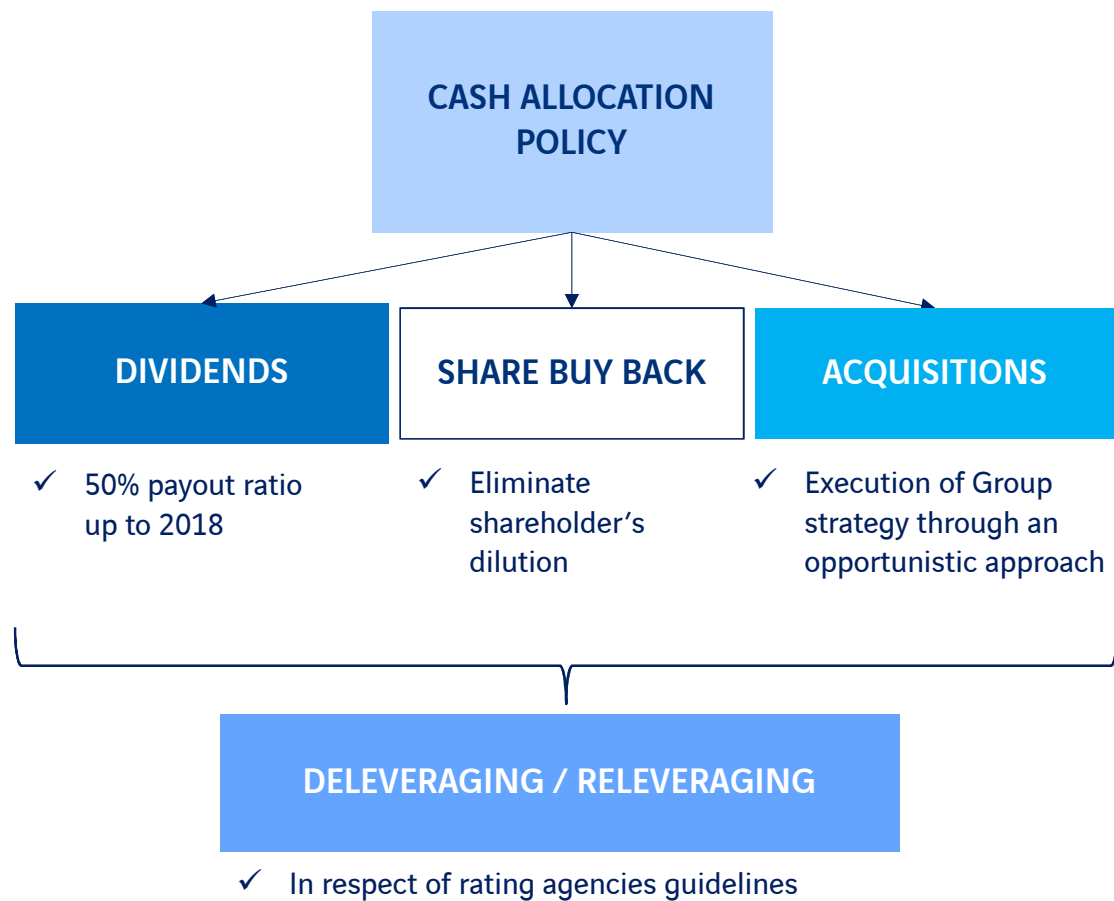 CASH ALLOCATION
POLICY
DIVIDENDS
SHARE BUY BACK
ACQUISITIONS
✓ 50% payout ratio
up to 2018
✓ Eliminate
shareholder’s
dilution
✓ Execution of Group
strategy through an
opportunistic approach
DELEVERAGING / RELEVERAGING
✓ In respect of rating agencies guidelines